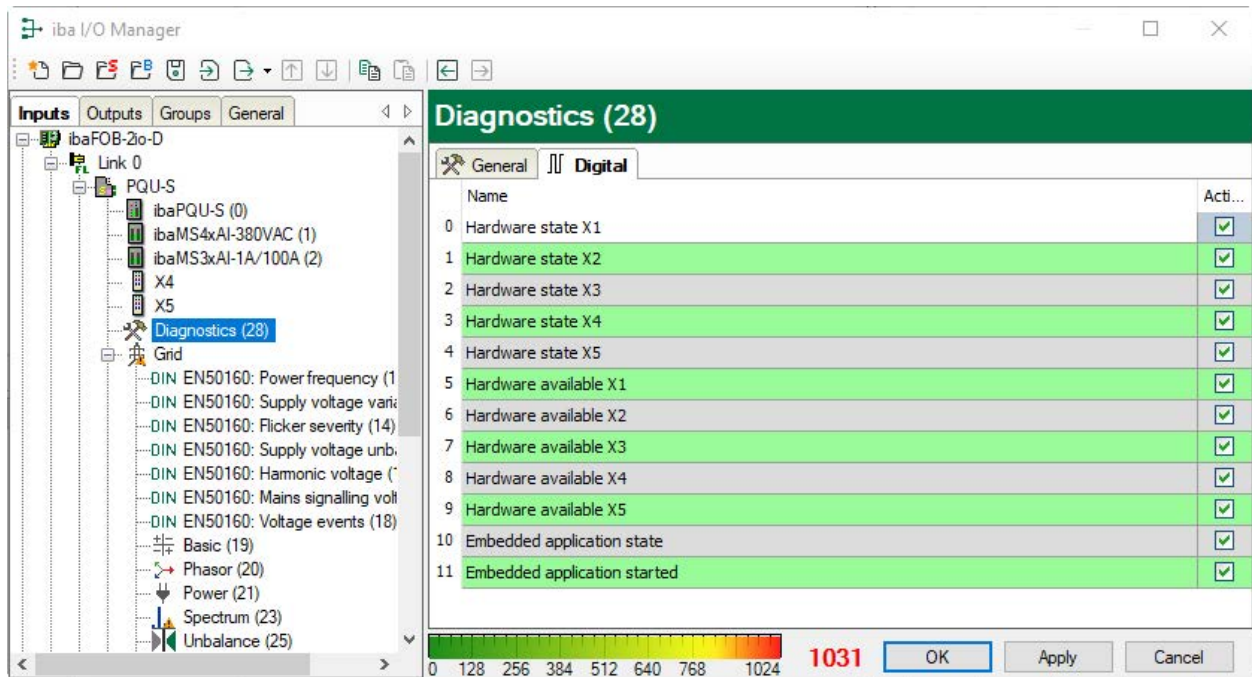 iba I/O Manager
Inputs Outputs Groups General
ibaFOB-2io-D
Link 0
PQU-S
ibaPQU-S (0)
ibaMS4xAI-380VAC (1)
ibaMS3xAI-1A/100A (2)
X4
X5
Diagnostics (28)
Grid
DIN EN50160: Power frequency (1
DIN EN50160: Supply voltage varia
DIN EN50160: Flicker severity (14)
DIN EN50160: Supply voltage unba
DIN EN50160: Harmonic voltage (1
DIN EN50160: Mains signalling volt
DIN EN50160: Voltage events (18)
Basic (19)
Phasor (20)
Power (21)
Spectrum (23)
Unbalance (25)
Diagnostics (28)
General Digital
Name Acti...
0 Hardware state X1
1 Hardware state X2
2 Hardware state X3
3 Hardware state X4
4 Hardware state X5
5 Hardware available X1
6 Hardware available X2
7 Hardware available X3
8 Hardware available X4
9 Hardware available X5
10 Embedded application state
11 Embedded application started
0 128 256 384 512 640 768 1024
1031 OK Apply Cancel